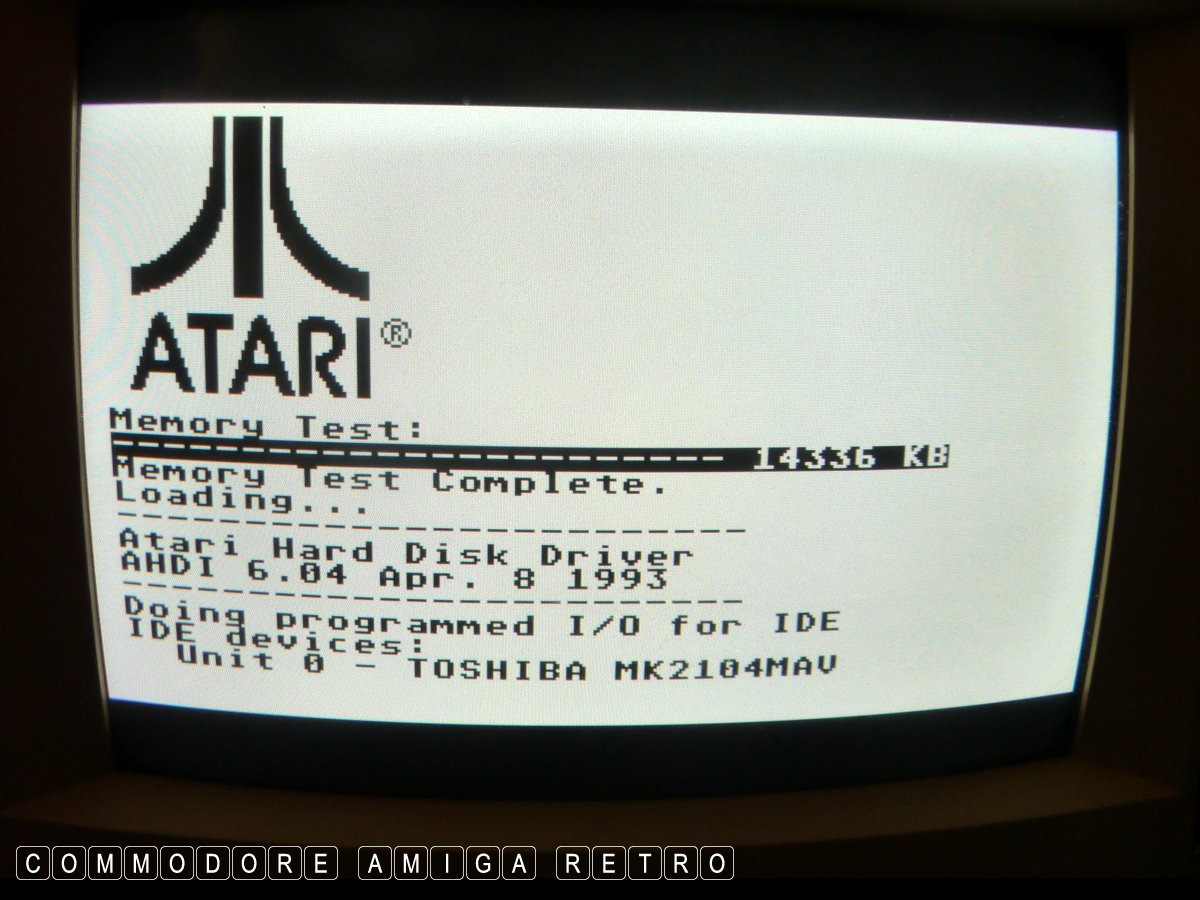 ATARI®
Memory Test:
------------------- 14336 KB
Memory Test Complete.
Loading...
------------------------
Atari Hard Disk Driver
AHDI 6.04 Apr. 8 1993
------------------------
Doing programmed I/O for IDE
IDE devices:
Unit 0 - TOSHIBA MK2104MAV
COMMODORE AMIGA RETRO